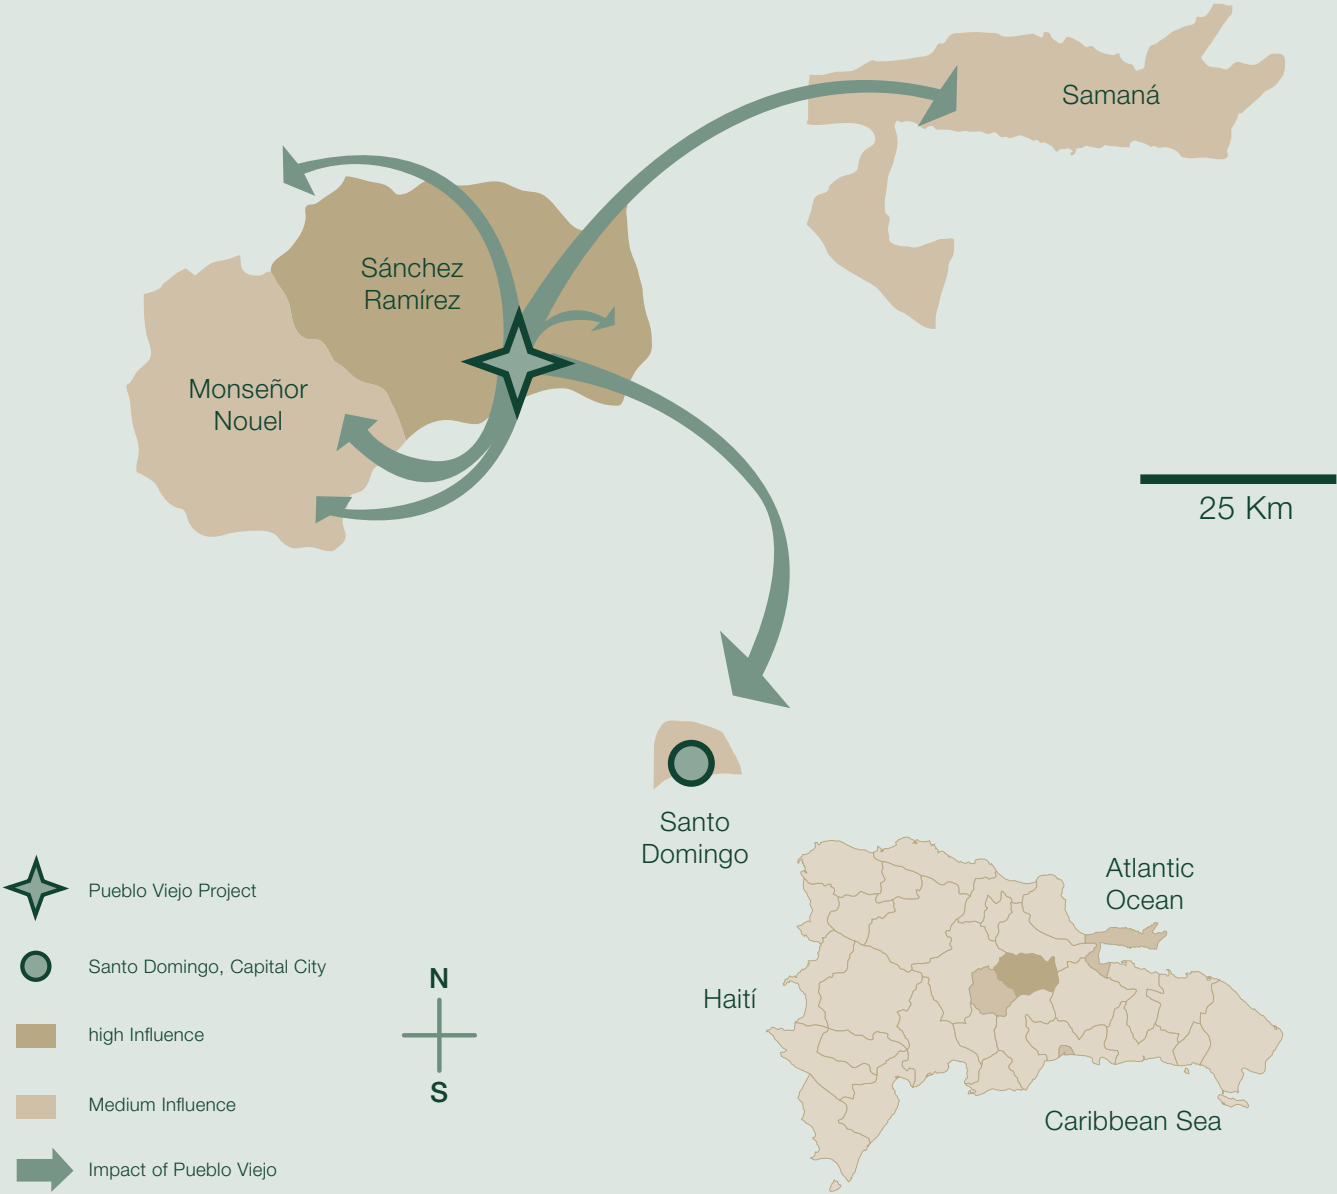 Samaná
Sánchez
Ramírez
Monseñor
Nouel
25 Km
Santo
Domingo
Pueblo Viejo Project
Santo Domingo, Capital City
high Influence
Medium Influence
Impact of Pueblo Viejo
N
S
Atlantic
Ocean
Haití
Caribbean Sea